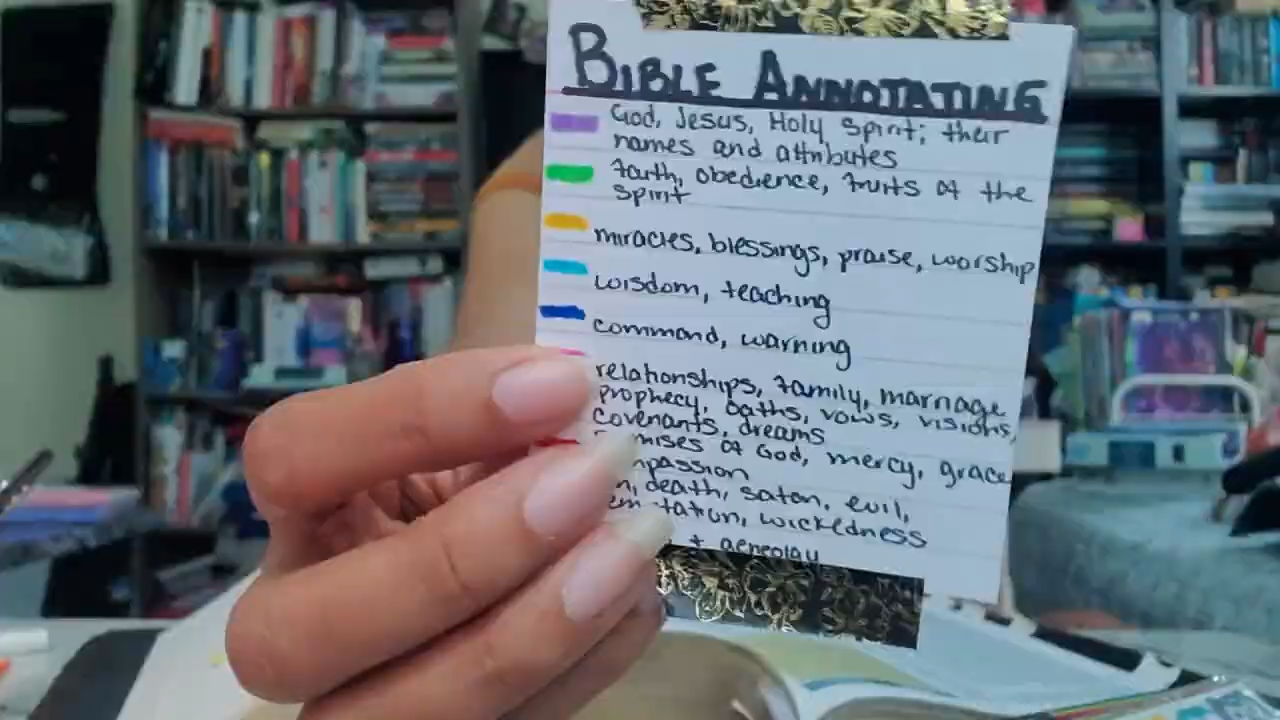 BIBLE ANNOTATING
God, Jesus, Holy Spirit; their
names and attributes
faith, obedience, fruits of the
spirit
miracles, blessings, praise, worship
wisdom, teaching
command, warning
relationships, family, marriage
prophecy, oaths, vows, visions,
covenants, dreams
of God, mercy, grace
death, satan, evil,
wickedness
+